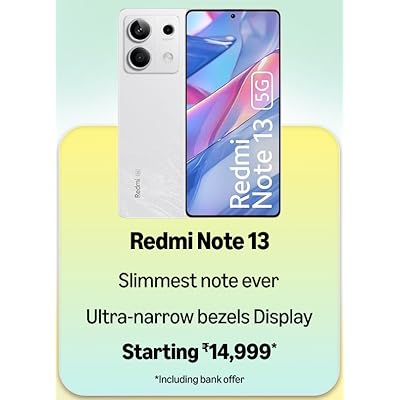 Redmi
Redmi
Note 13 5G
Redmi Note 13
Slimmest note ever
Ultra-narrow bezels Display
Starting ₹14,999*
*Including bank offer